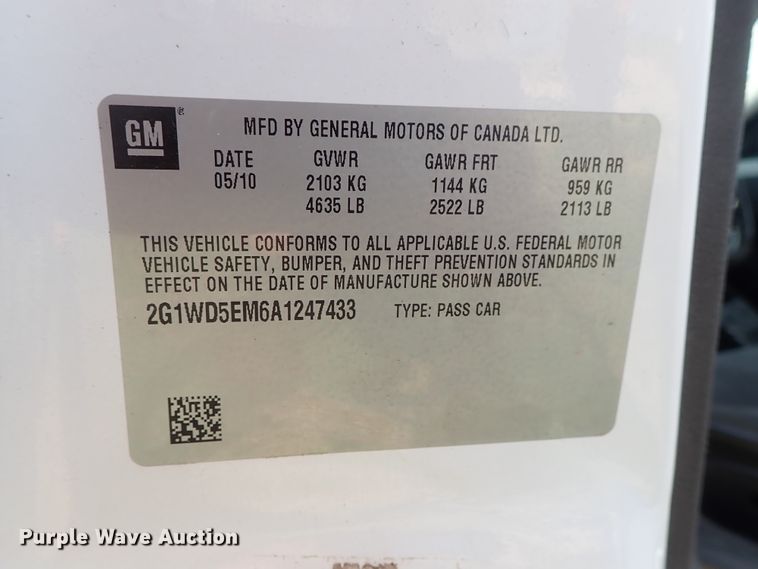 GM®
MFD BY GENERAL MOTORS OF CANADA LTD.
DATE GVWR GAWR FRT GAWR RR
05/10 2103 KG 1144 KG 959 KG
4635 LB 2522 LB 2113 LB
THIS VEHICLE CONFORMS TO ALL APPLICABLE U.S. FEDERAL MOTOR
VEHICLE SAFETY, BUMPER, AND THEFT PREVENTION STANDARDS IN
EFFECT ON THE DATE OF MANUFACTURE SHOWN ABOVE.
2G1WD5EM6A1247433 TYPE: PASS CAR
Purple Wave Auction